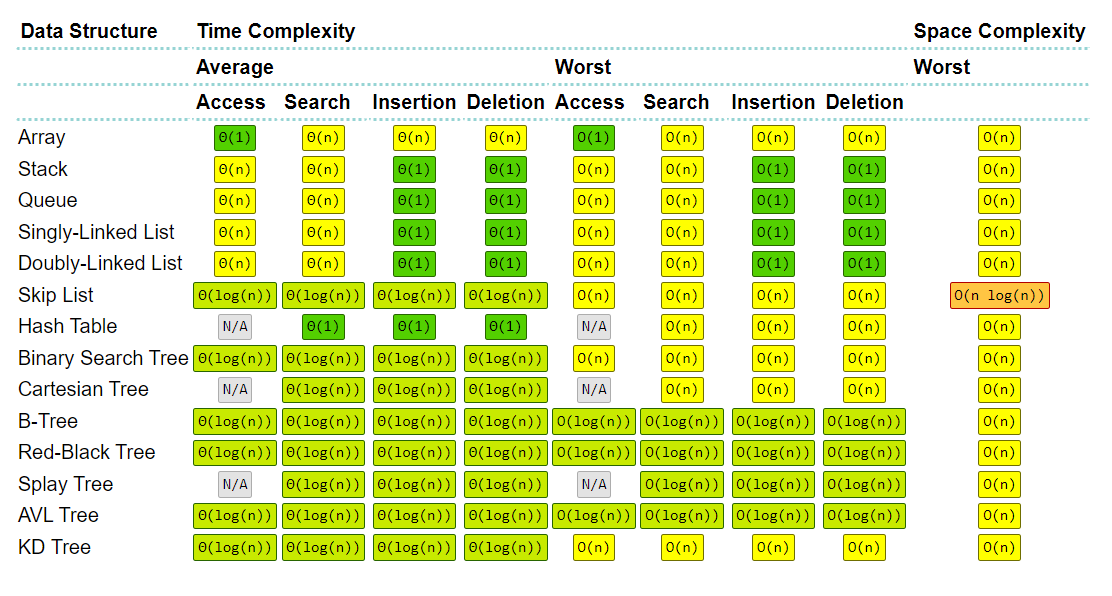 Data Structure Time Complexity Space Complexity
Average Worst Worst
Access Search Insertion Deletion Access Search Insertion Deletion
Array Θ(1) Θ(n) Θ(n) Θ(n) O(1) O(n) O(n) O(n) O(n)
Stack Θ(n) Θ(n) Θ(1) Θ(1) O(n) O(n) O(1) O(1) O(n)
Queue Θ(n) Θ(n) Θ(1) Θ(1) O(n) O(n) O(1) O(1) O(n)
Singly-Linked List Θ(n) Θ(n) Θ(1) Θ(1) O(n) O(n) O(1) O(1) O(n)
Doubly-Linked List Θ(n) Θ(n) Θ(1) Θ(1) O(n) O(n) O(1) O(1) O(n)
Skip List Θ(log(n)) Θ(log(n)) Θ(log(n)) Θ(log(n)) O(n) O(n) O(n) O(n) O(n log(n))
Hash Table N/A Θ(1) Θ(1) Θ(1) N/A O(n) O(n) O(n) O(n)
Binary Search Tree Θ(log(n)) Θ(log(n)) Θ(log(n)) Θ(log(n)) O(n) O(n) O(n) O(n) O(n)
Cartesian Tree N/A Θ(log(n)) Θ(log(n)) Θ(log(n)) N/A O(n) O(n) O(n) O(n)
B-Tree Θ(log(n)) Θ(log(n)) Θ(log(n)) Θ(log(n)) O(log(n)) O(log(n)) O(log(n)) O(log(n)) O(n)
Red-Black Tree Θ(log(n)) Θ(log(n)) Θ(log(n)) Θ(log(n)) O(log(n)) O(log(n)) O(log(n)) O(log(n)) O(n)
Splay Tree N/A Θ(log(n)) Θ(log(n)) Θ(log(n)) N/A O(log(n)) O(log(n)) O(log(n)) O(n)
AVL Tree Θ(log(n)) Θ(log(n)) Θ(log(n)) Θ(log(n)) O(log(n)) O(log(n)) O(log(n)) O(log(n)) O(n)
KD Tree Θ(log(n)) Θ(log(n)) Θ(log(n)) Θ(log(n)) O(n) O(n) O(n) O(n) O(n)